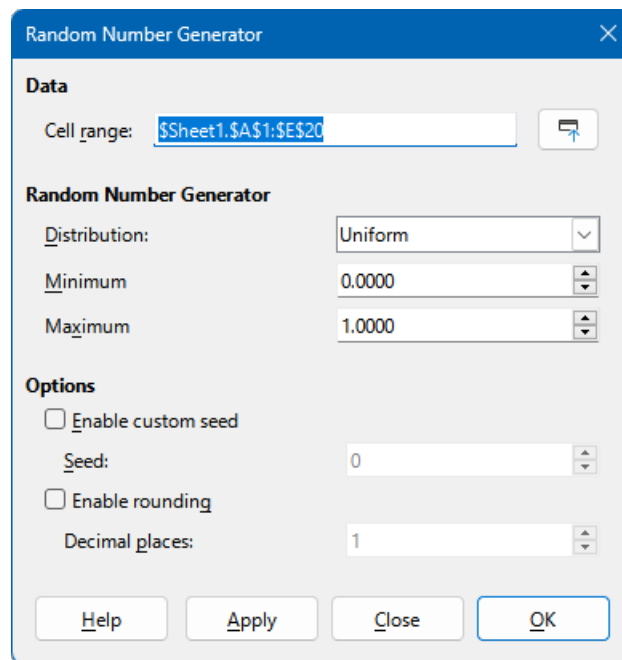 Random Number Generator
Data
Cell range: $Sheet1.$A$1:$E$20
Random Number Generator
Distribution: Uniform
Minimum 0.0000
Maximum 1.0000
Options
Enable custom seed
Seed: 0
Enable rounding
Decimal places: 1
Help Apply Close OK